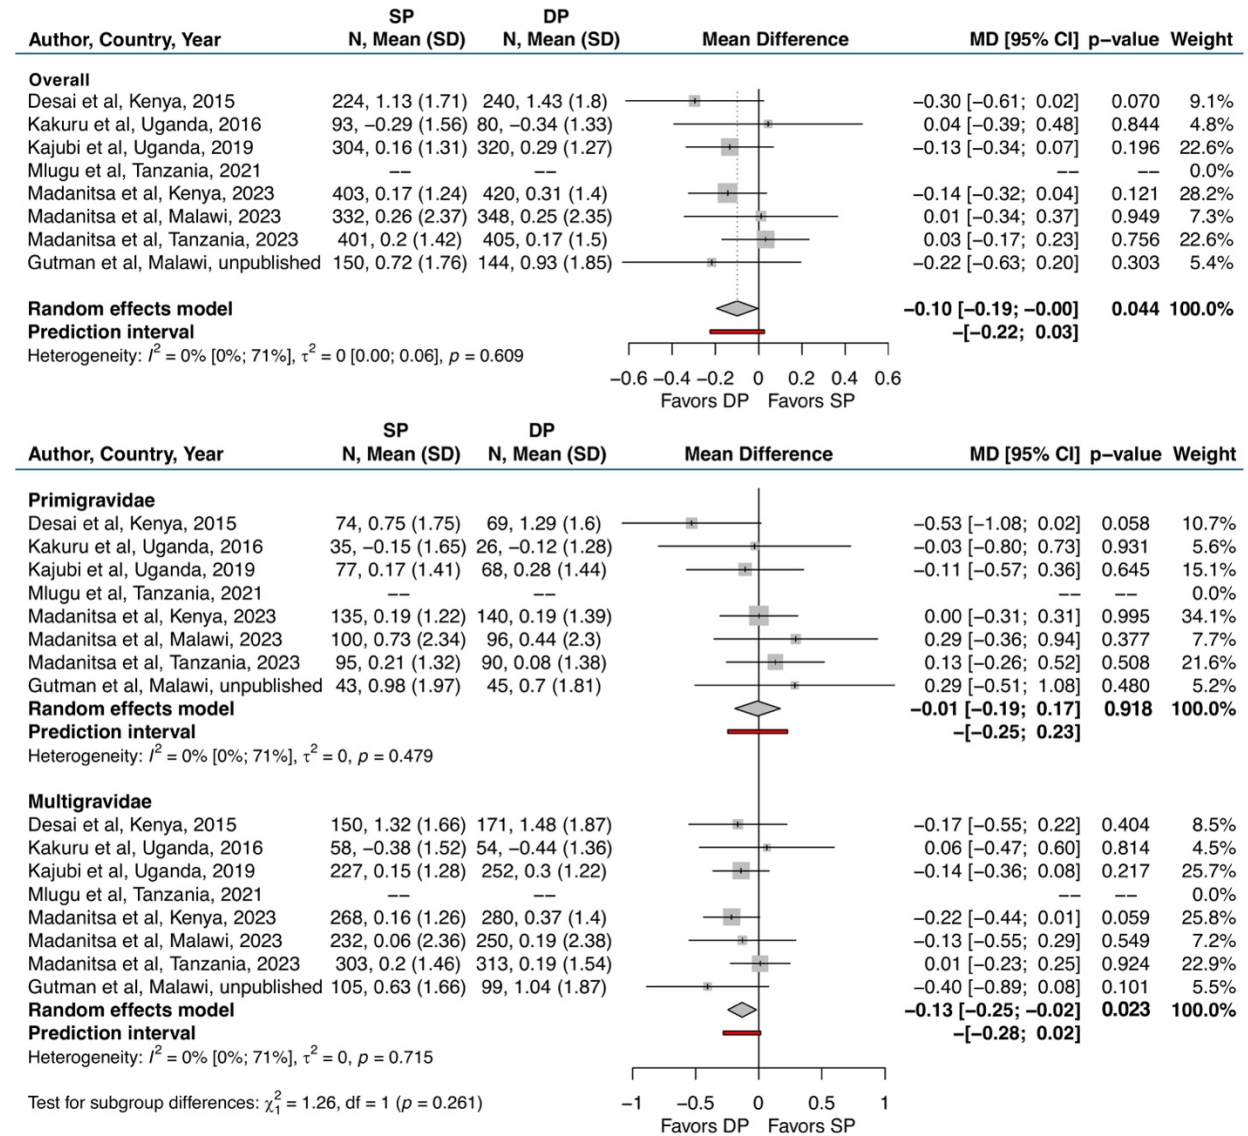 SP DP
Author, Country, Year N, Mean (SD) N, Mean (SD) Mean Difference MD [95% CI] p−value Weight
Overall
Desai et al, Kenya, 2015 224, 1.13 (1.71) 240, 1.43 (1.8) −0.30 [−0.61; 0.02] 0.070 9.1%
Kakuru et al, Uganda, 2016 93, −0.29 (1.56) 80, −0.34 (1.33) 0.04 [−0.39; 0.48] 0.844 4.8%
Kajubi et al, Uganda, 2019 304, 0.16 (1.31) 320, 0.29 (1.27) −0.13 [−0.34; 0.07] 0.196 22.6%
Mlugu et al, Tanzania, 2021 −− −− −− −− 0.0%
Madanitsa et al, Kenya, 2023 403, 0.17 (1.24) 420, 0.31 (1.4) −0.14 [−0.32; 0.04] 0.121 28.2%
Madanitsa et al, Malawi, 2023 332, 0.26 (2.37) 348, 0.25 (2.35) 0.01 [−0.34; 0.37] 0.949 7.3%
Madanitsa et al, Tanzania, 2023 401, 0.2 (1.42) 405, 0.17 (1.5) 0.03 [−0.17; 0.23] 0.756 22.6%
Gutman et al, Malawi, unpublished 150, 0.72 (1.76) 144, 0.93 (1.85) −0.22 [−0.63; 0.20] 0.303 5.4%
Random effects model −0.10 [−0.19; −0.00] 0.044 100.0%
Prediction interval −[−0.22; 0.03]
Heterogeneity: I² = 0% [0%; 71%], τ² = 0 [0.00; 0.06], p = 0.609
−0.6 −0.4 −0.2 0 0.2 0.4 0.6
Favors DP Favors SP
SP DP
Author, Country, Year N, Mean (SD) N, Mean (SD) Mean Difference MD [95% CI] p−value Weight
Primigravidae
Desai et al, Kenya, 2015 74, 0.75 (1.75) 69, 1.29 (1.6) −0.53 [−1.08; 0.02] 0.058 10.7%
Kakuru et al, Uganda, 2016 35, −0.15 (1.65) 26, −0.12 (1.28) −0.03 [−0.80; 0.73] 0.931 5.6%
Kajubi et al, Uganda, 2019 77, 0.17 (1.41) 68, 0.28 (1.44) −0.11 [−0.57; 0.36] 0.645 15.1%
Mlugu et al, Tanzania, 2021 −− −− −− −− 0.0%
Madanitsa et al, Kenya, 2023 135, 0.19 (1.22) 140, 0.19 (1.39) 0.00 [−0.31; 0.31] 0.995 34.1%
Madanitsa et al, Malawi, 2023 100, 0.73 (2.34) 96, 0.44 (2.3) 0.29 [−0.36; 0.94] 0.377 7.7%
Madanitsa et al, Tanzania, 2023 95, 0.21 (1.32) 90, 0.08 (1.38) 0.13 [−0.26; 0.52] 0.508 21.6%
Gutman et al, Malawi, unpublished 43, 0.98 (1.97) 45, 0.7 (1.81) 0.29 [−0.51; 1.08] 0.480 5.2%
Random effects model −0.01 [−0.19; 0.17] 0.918 100.0%
Prediction interval −[−0.25; 0.23]
Heterogeneity: I² = 0% [0%; 71%], τ² = 0, p = 0.479
Multigravidae
Desai et al, Kenya, 2015 150, 1.32 (1.66) 171, 1.48 (1.87) −0.17 [−0.55; 0.22] 0.404 8.5%
Kakuru et al, Uganda, 2016 58, −0.38 (1.52) 54, −0.44 (1.36) 0.06 [−0.47; 0.60] 0.814 4.5%
Kajubi et al, Uganda, 2019 227, 0.15 (1.28) 252, 0.3 (1.22) −0.14 [−0.36; 0.08] 0.217 25.7%
Mlugu et al, Tanzania, 2021 −− −− −− −− 0.0%
Madanitsa et al, Kenya, 2023 268, 0.16 (1.26) 280, 0.37 (1.4) −0.22 [−0.44; 0.01] 0.059 25.8%
Madanitsa et al, Malawi, 2023 232, 0.06 (2.36) 250, 0.19 (2.38) −0.13 [−0.55; 0.29] 0.549 7.2%
Madanitsa et al, Tanzania, 2023 303, 0.2 (1.46) 313, 0.19 (1.54) 0.01 [−0.23; 0.25] 0.924 22.9%
Gutman et al, Malawi, unpublished 105, 0.63 (1.66) 99, 1.04 (1.87) −0.40 [−0.89; 0.08] 0.101 5.5%
Random effects model −0.13 [−0.25; −0.02] 0.023 100.0%
Prediction interval −[−0.28; 0.02]
Heterogeneity: I² = 0% [0%; 71%], τ² = 0, p = 0.715
−1 −0.5 0 0.5 1
Test for subgroup differences: χ²₁ = 1.26, df = 1 (p = 0.261)
Favors DP Favors SP